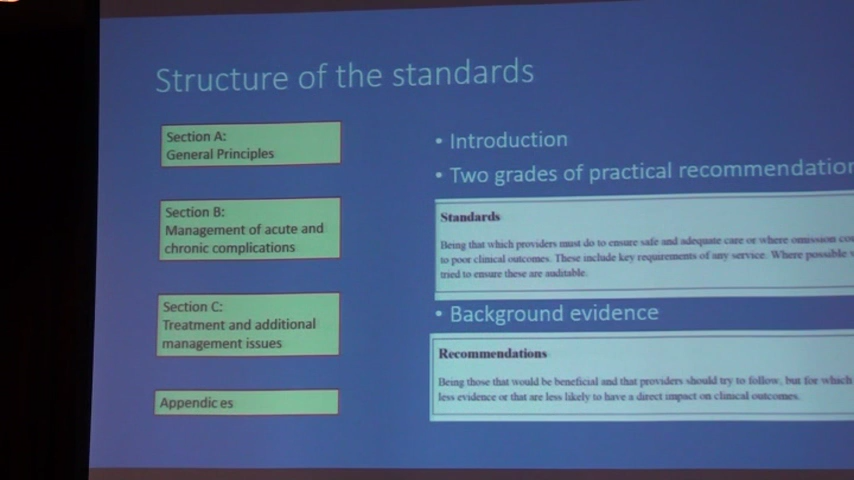 Structure of the standards
Section A:
General Principles
Section B:
Management of acute and
chronic complications
Section C:
Treatment and additional
management issues
Appendices
• Introduction
• Two grades of practical recommendation
Standards
Being that which providers must do to ensure safe and adequate care or where omission
to poor clinical outcomes. These include key requirements of any service. Where possible
tried to ensure these are auditable.
• Background evidence
Recommendations
Being those that would be beneficial and that providers should try to follow, but for which
less evidence or that are less likely to have a direct impact on clinical outcomes.